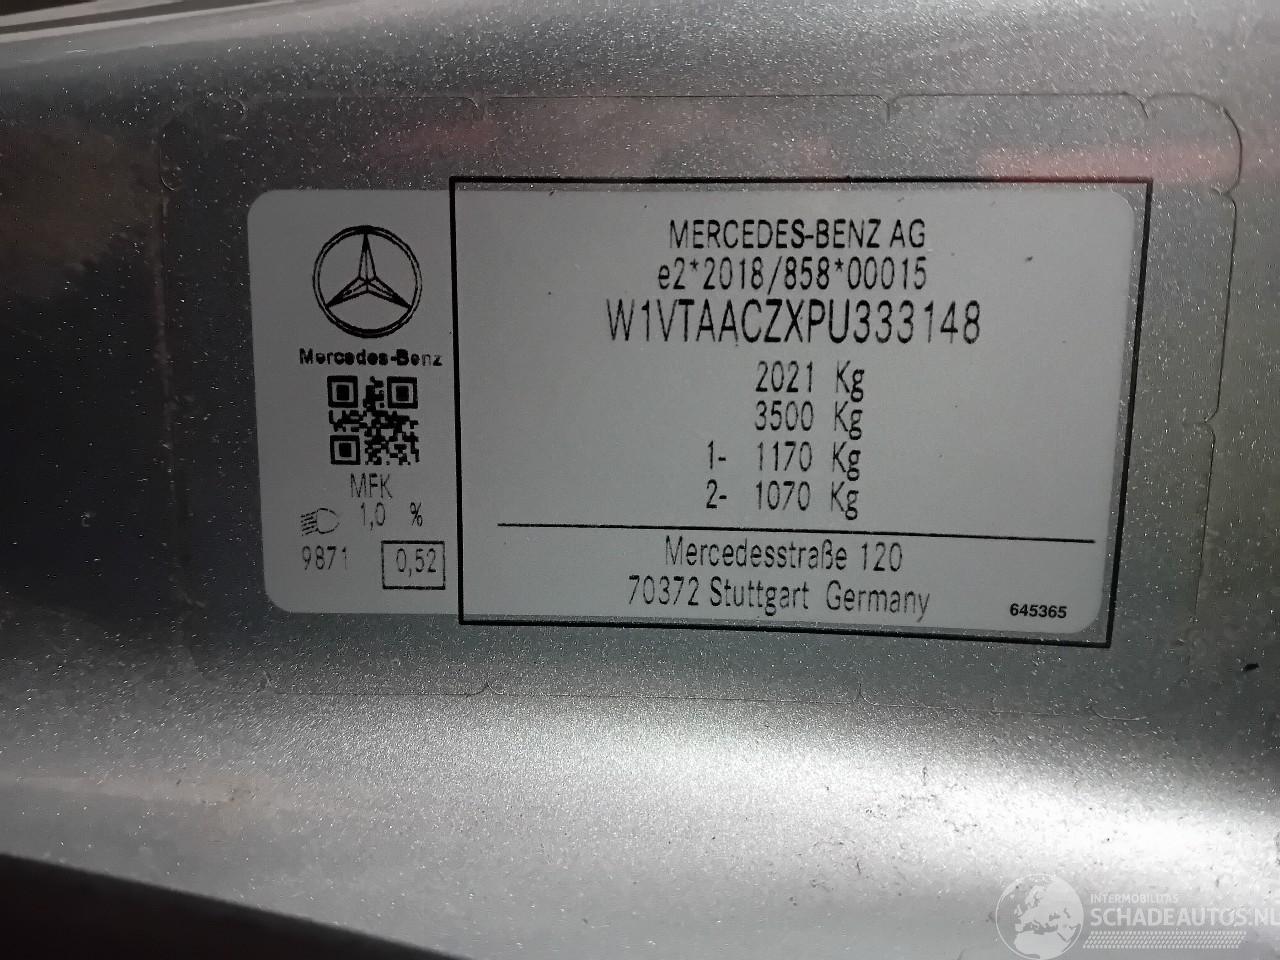 MERCEDES-BENZ AG
e2*2018/858*00015
W1VTAACZXPU333148
2021 Kg
3500 Kg
1- 1170 Kg
2- 1070 Kg
Mercedesstraße 120
70372 Stuttgart Germany
645365
Mercedes-Benz
MFK
1,0 %
9871 0,52
INTERMOBILITAS
SCHADEAUTOS.NL